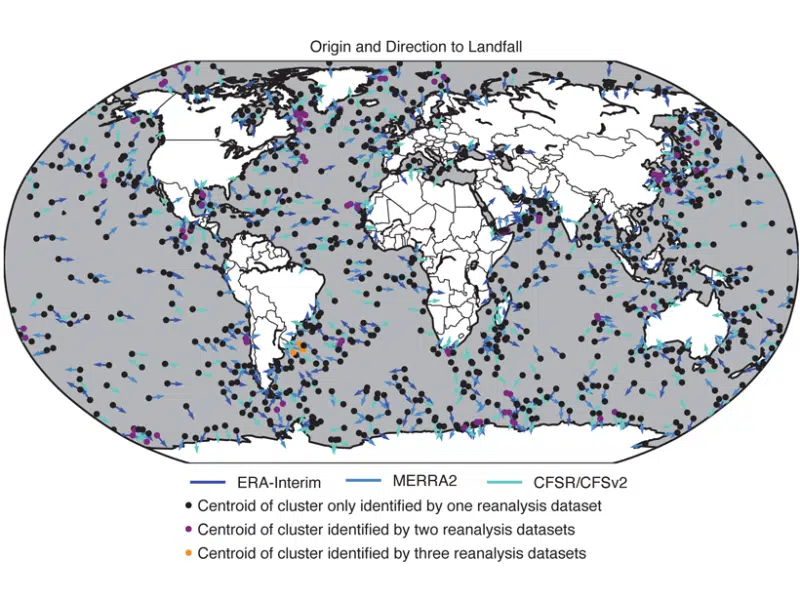 Origin and Direction to Landfall
ERA-Interim MERRA2 CFSR/CFSv2
Centroid of cluster only identified by one reanalysis dataset
Centroid of cluster identified by two reanalysis datasets
Centroid of cluster identified by three reanalysis datasets